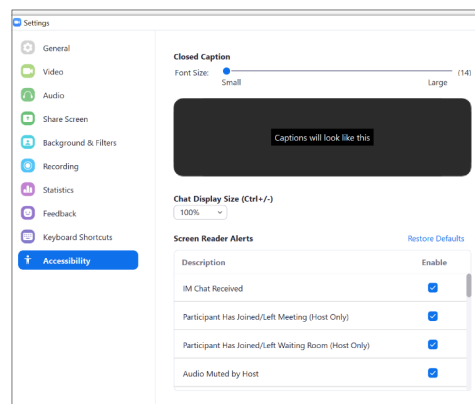 Settings
General
Video
Audio
Share Screen
Background & Filters
Recording
Statistics
Feedback
Keyboard Shortcuts
Accessibility
Closed Caption
Font Size:
(14)
Small
Large
Captions will look like this
Chat Display Size (Ctrl+/-)
100%
Screen Reader Alerts
Restore Defaults
Description
Enable
IM Chat Received
Participant Has Joined/Left Meeting (Host Only)
Participant Has Joined/Left Waiting Room (Host Only)
Audio Muted by Host